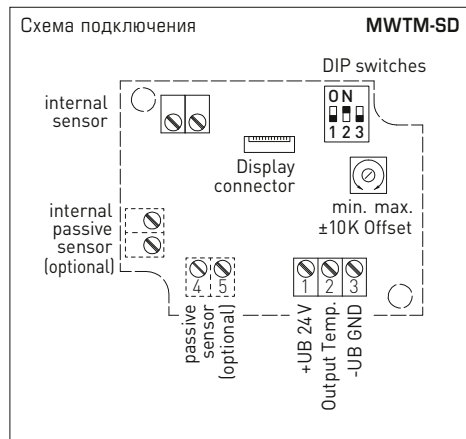 Схема подключения
MWTM-SD
DIP switches
internal
sensor
ON
1 2 3
Display
connector
min. max.
±10K Offset
internal
passive
sensor
(optional)
4
5
1
2
3
passive
sensor
(optional)
+UB 24 V
Output Temp.
-UB GND